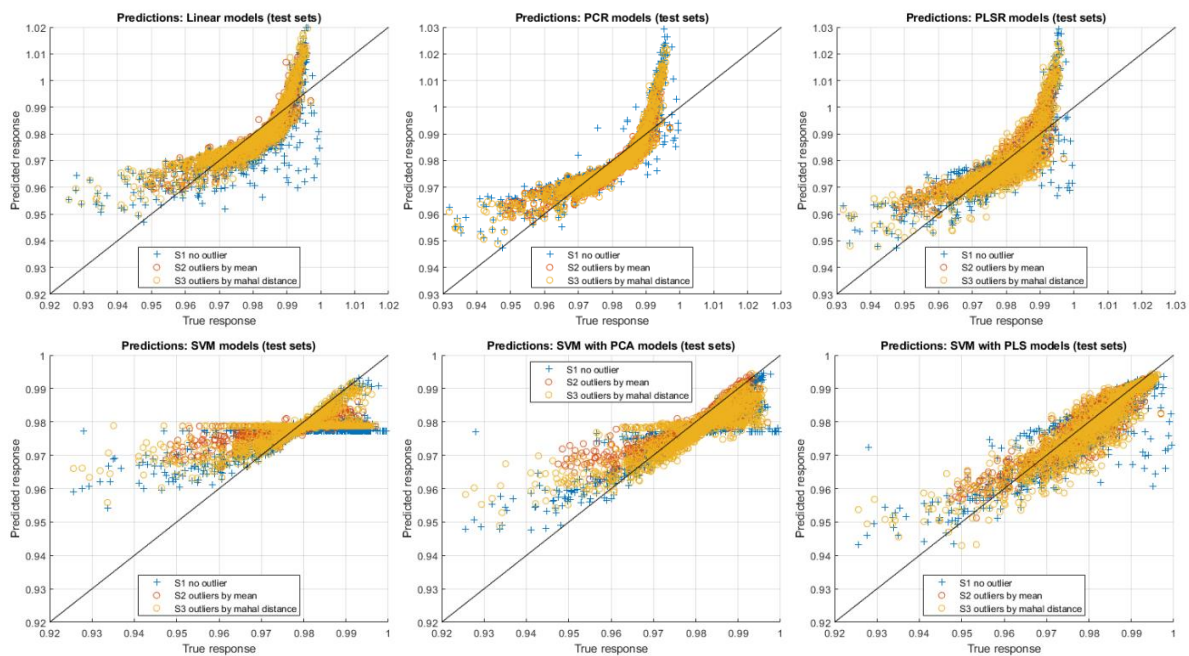 Predictions: Linear models (test sets)
1.02
1.01
1
0.99
0.98
0.97
0.96
0.95
0.94
0.93
0.92
Predicted response
S1 no outlier
S2 outliers by mean
S3 outliers by mahal distance
0.92 0.93 0.94 0.95 0.96 0.97 0.98 0.99 1 1.01 1.02
True response
Predictions: PCR models (test sets)
1.03
1.02
1.01
1
0.99
0.98
0.97
0.96
0.95
0.94
0.93
Predicted response
S1 no outlier
S2 outliers by mean
S3 outliers by mahal distance
0.93 0.94 0.95 0.96 0.97 0.98 0.99 1 1.01 1.02 1.03
True response
Predictions: PLSR models (test sets)
1.03
1.02
1.01
1
0.99
0.98
0.97
0.96
0.95
0.94
0.93
Predicted response
S1 no outlier
S2 outliers by mean
S3 outliers by mahal distance
0.93 0.94 0.95 0.96 0.97 0.98 0.99 1 1.01 1.02 1.03
True response
Predictions: SVM models (test sets)
1
0.99
0.98
0.97
0.96
0.95
0.94
0.93
0.92
Predicted response
S1 no outlier
S2 outliers by mean
S3 outliers by mahal distance
0.92 0.93 0.94 0.95 0.96 0.97 0.98 0.99 1
True response
Predictions: SVM with PCA models (test sets)
1
0.99
0.98
0.97
0.96
0.95
0.94
0.93
0.92
Predicted response
S1 no outlier
S2 outliers by mean
S3 outliers by mahal distance
0.92 0.93 0.94 0.95 0.96 0.97 0.98 0.99 1
True response
Predictions: SVM with PLS models (test sets)
1
0.99
0.98
0.97
0.96
0.95
0.94
0.93
0.92
Predicted response
S1 no outlier
S2 outliers by mean
S3 outliers by mahal distance
0.92 0.93 0.94 0.95 0.96 0.97 0.98 0.99 1
True response